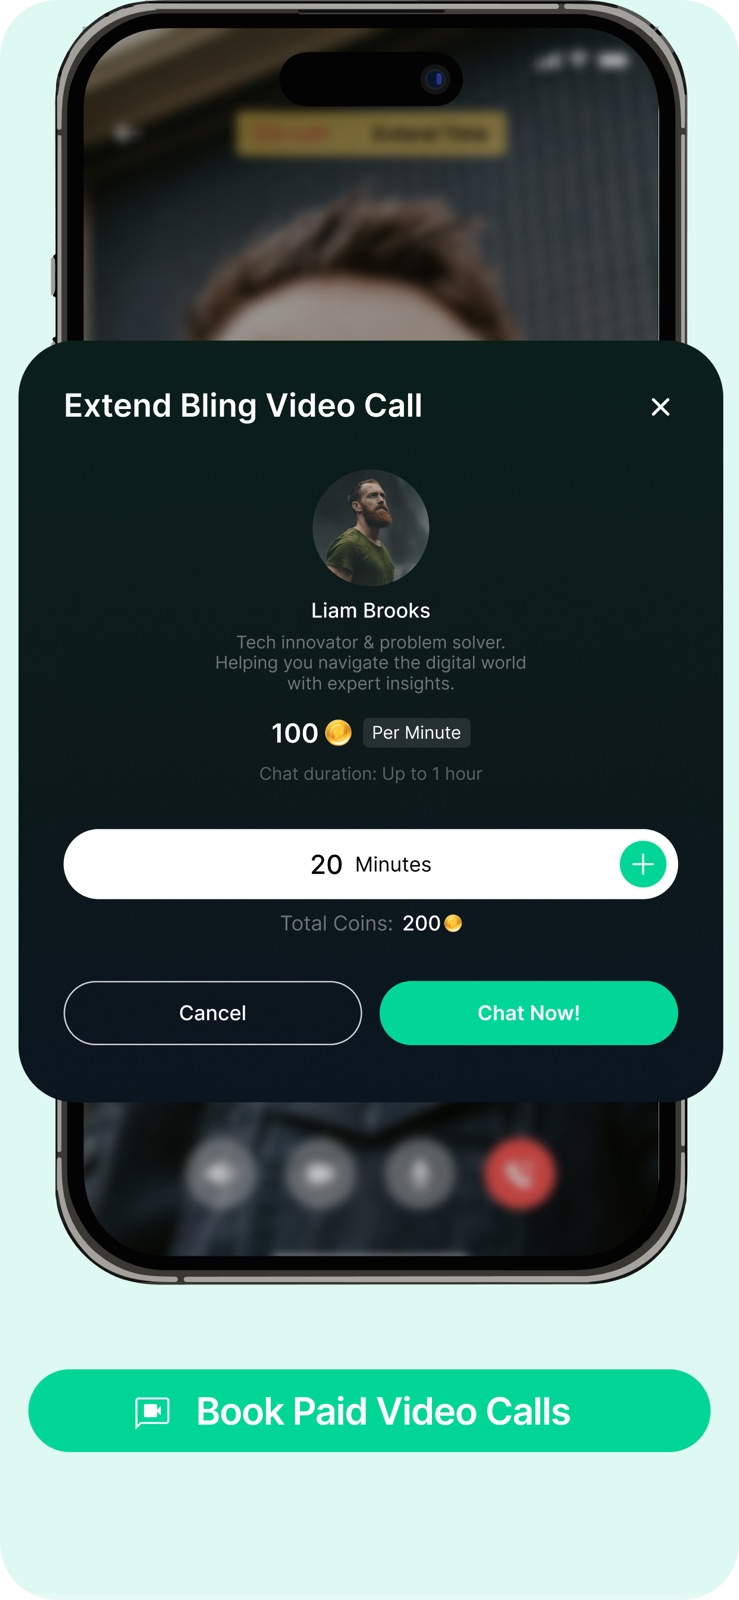 Extend Time
Extend Bling Video Call
Liam Brooks
Tech innovator & problem solver.
Helping you navigate the digital world
with expert insights.
100 Per Minute
Chat duration: Up to 1 hour
20 Minutes
Total Coins: 200
Cancel Chat Now!
Book Paid Video Calls